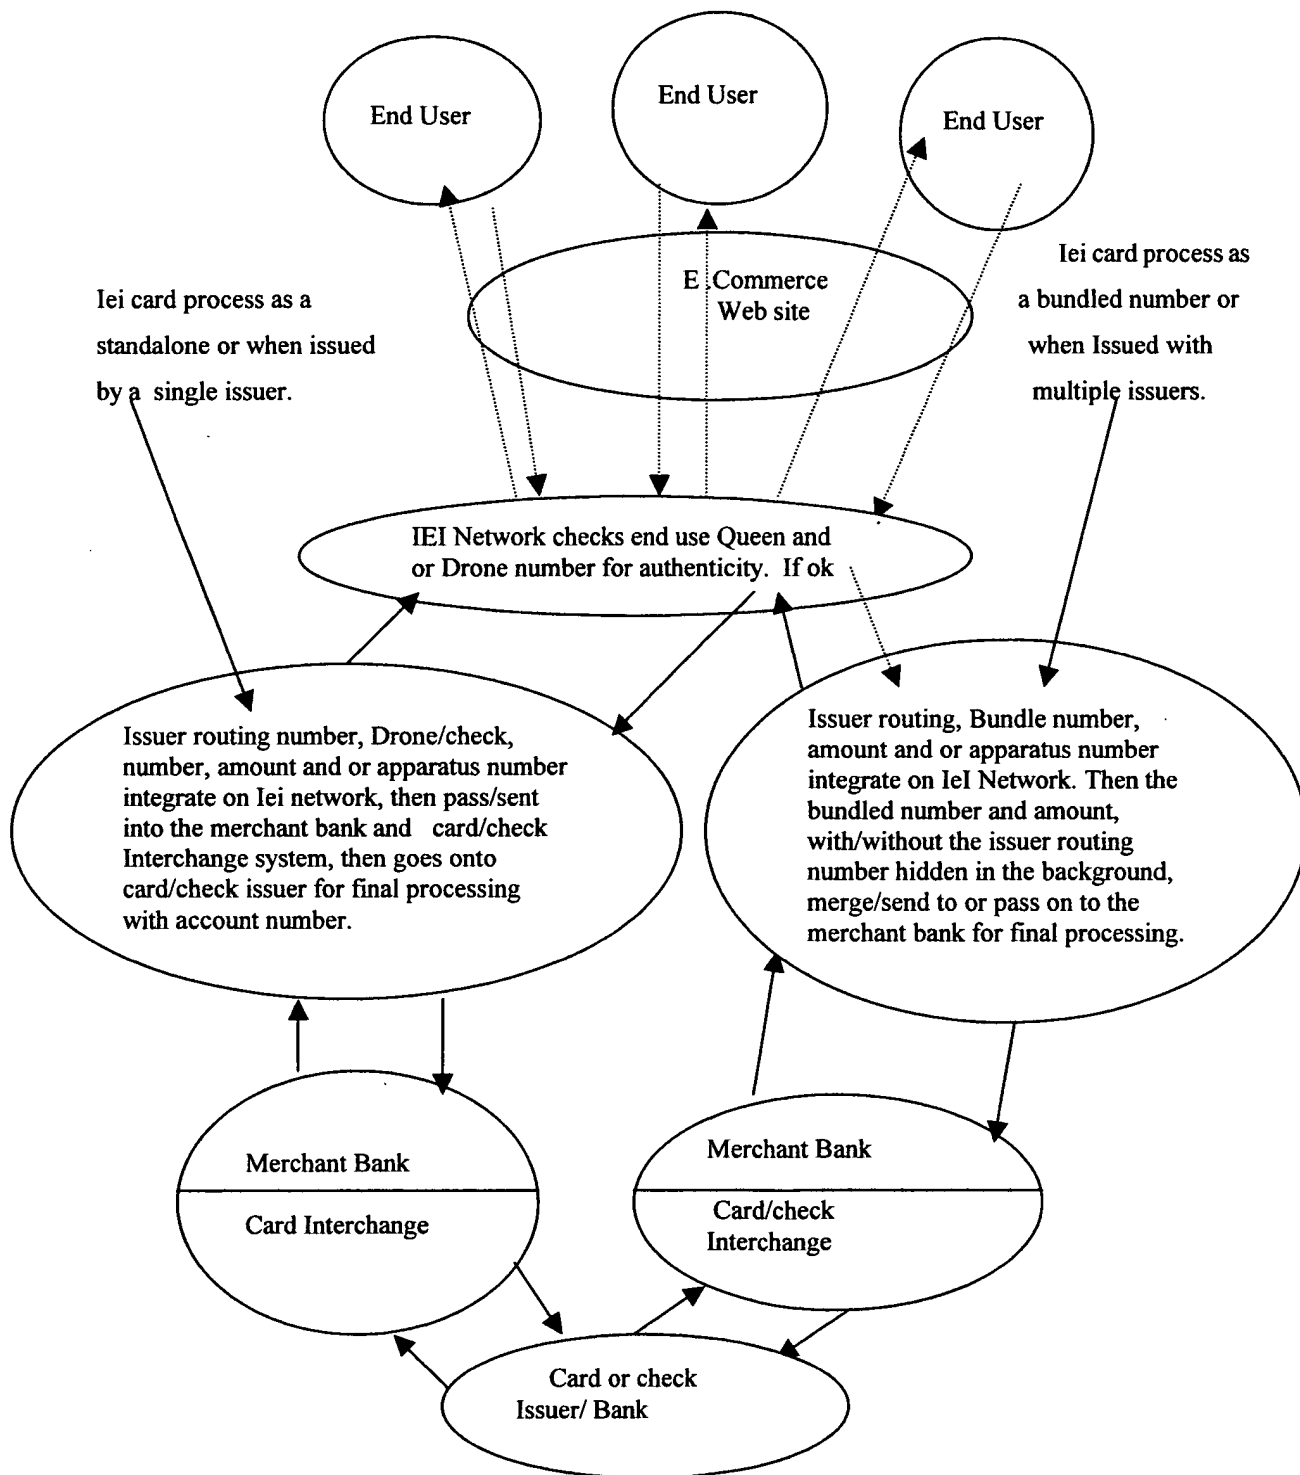 End User
End User
End User
E .Commerce
Web site
Iei card process as a
standalone or when issued
by a single issuer.
Iei card process as
a bundled number or
when Issued with
multiple issuers.
IEI Network checks end use Queen and
or Drone number for authenticity. If ok
Issuer routing number, Drone/check,
number, amount and or apparatus number
integrate on Iei network, then pass/sent
into the merchant bank and card/check
Interchange system, then goes onto
card/check issuer for final processing
with account number.
Issuer routing, Bundle number,
amount and or apparatus number
integrate on IeI Network. Then the
bundled number and amount,
with/without the issuer routing
number hidden in the background,
merge/send to or pass on to the
merchant bank for final processing.
Merchant Bank
Card Interchange
Merchant Bank
Card/check
Interchange
Card or check
Issuer/ Bank